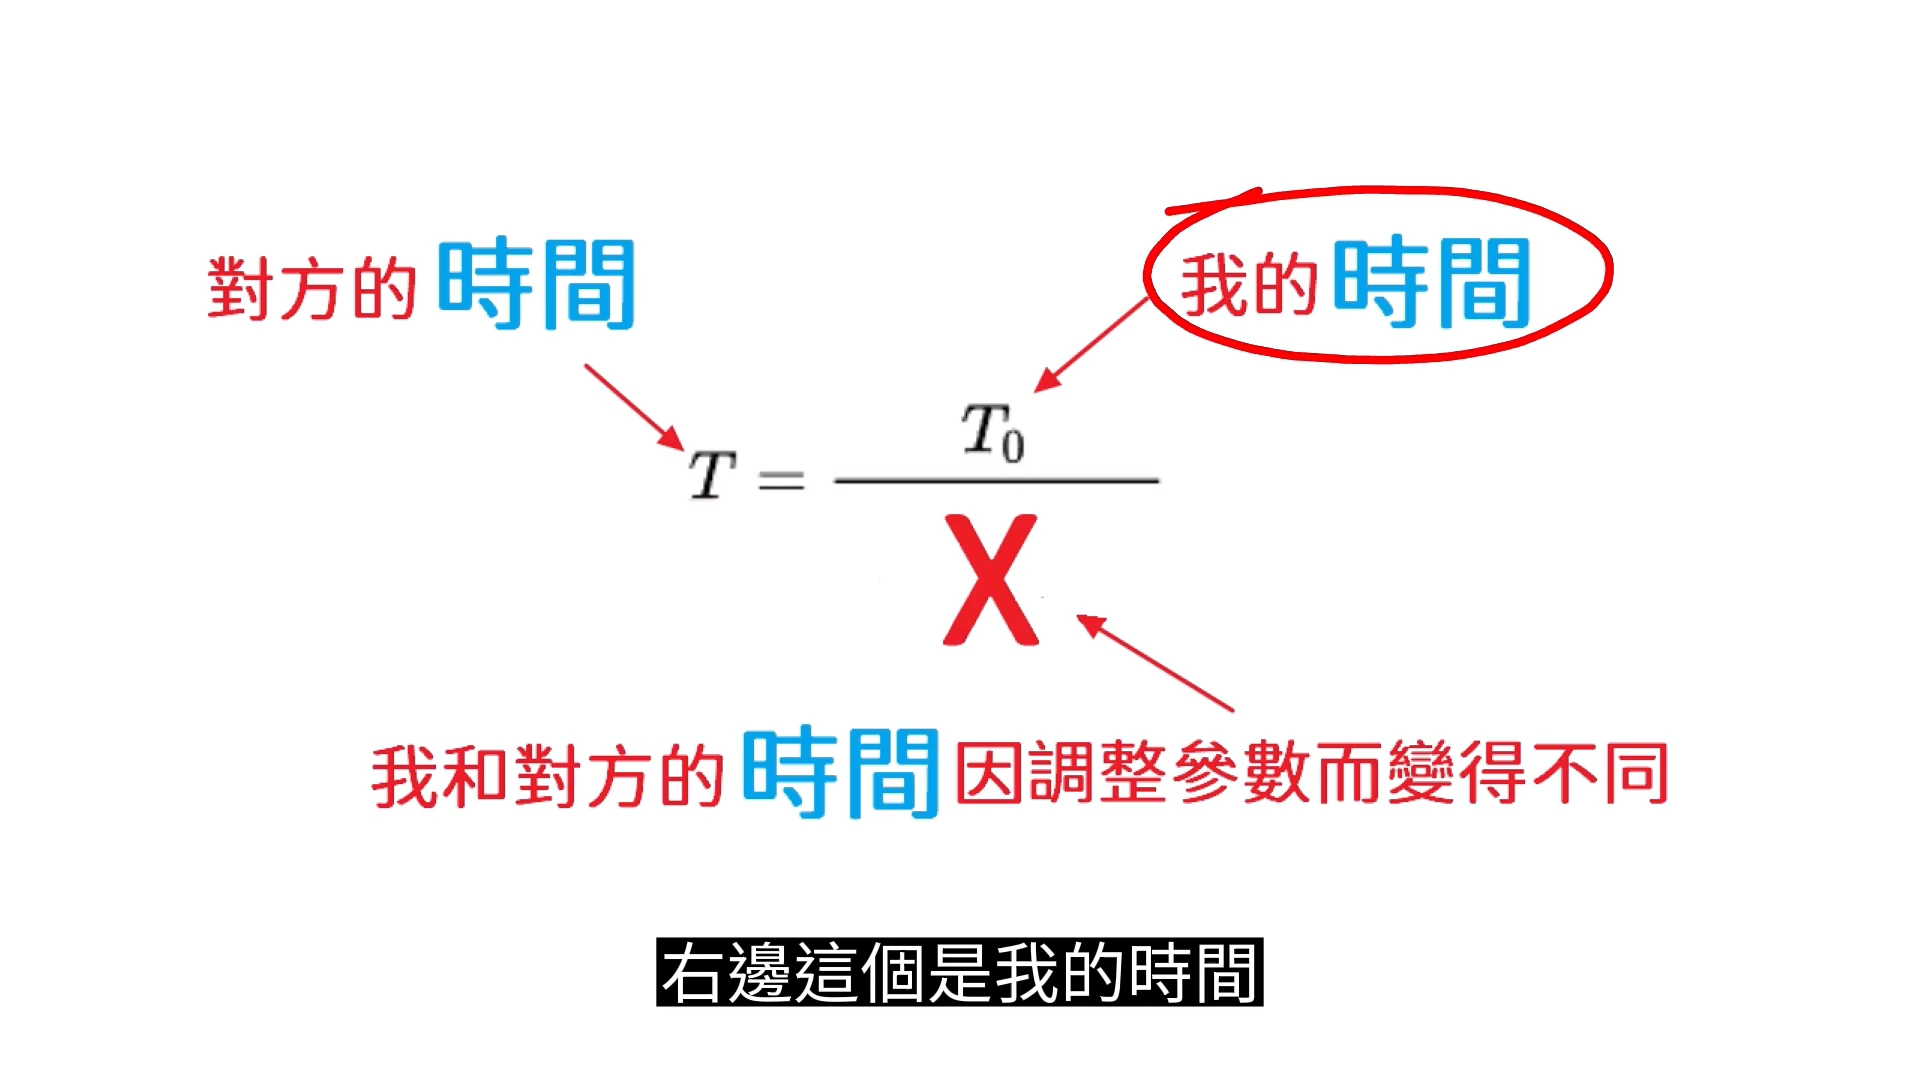 對方的時間
我的時間
T = T₀
X
我和對方的時間因調整參數而變得不同
右邊這個是我的時間